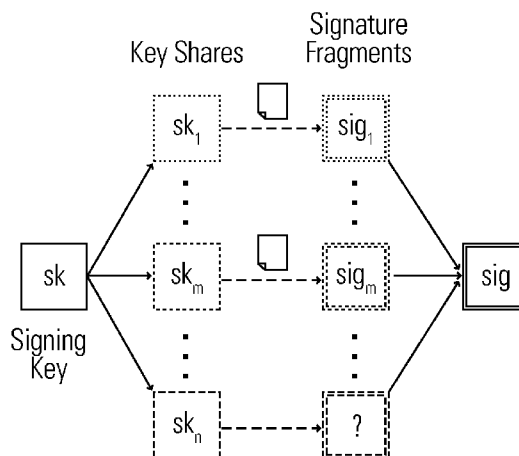 Key Shares
Signature
Fragments
sk₁
sig₁
sk
skₘ
sigₘ
sig
Signing
Key
skₙ
?